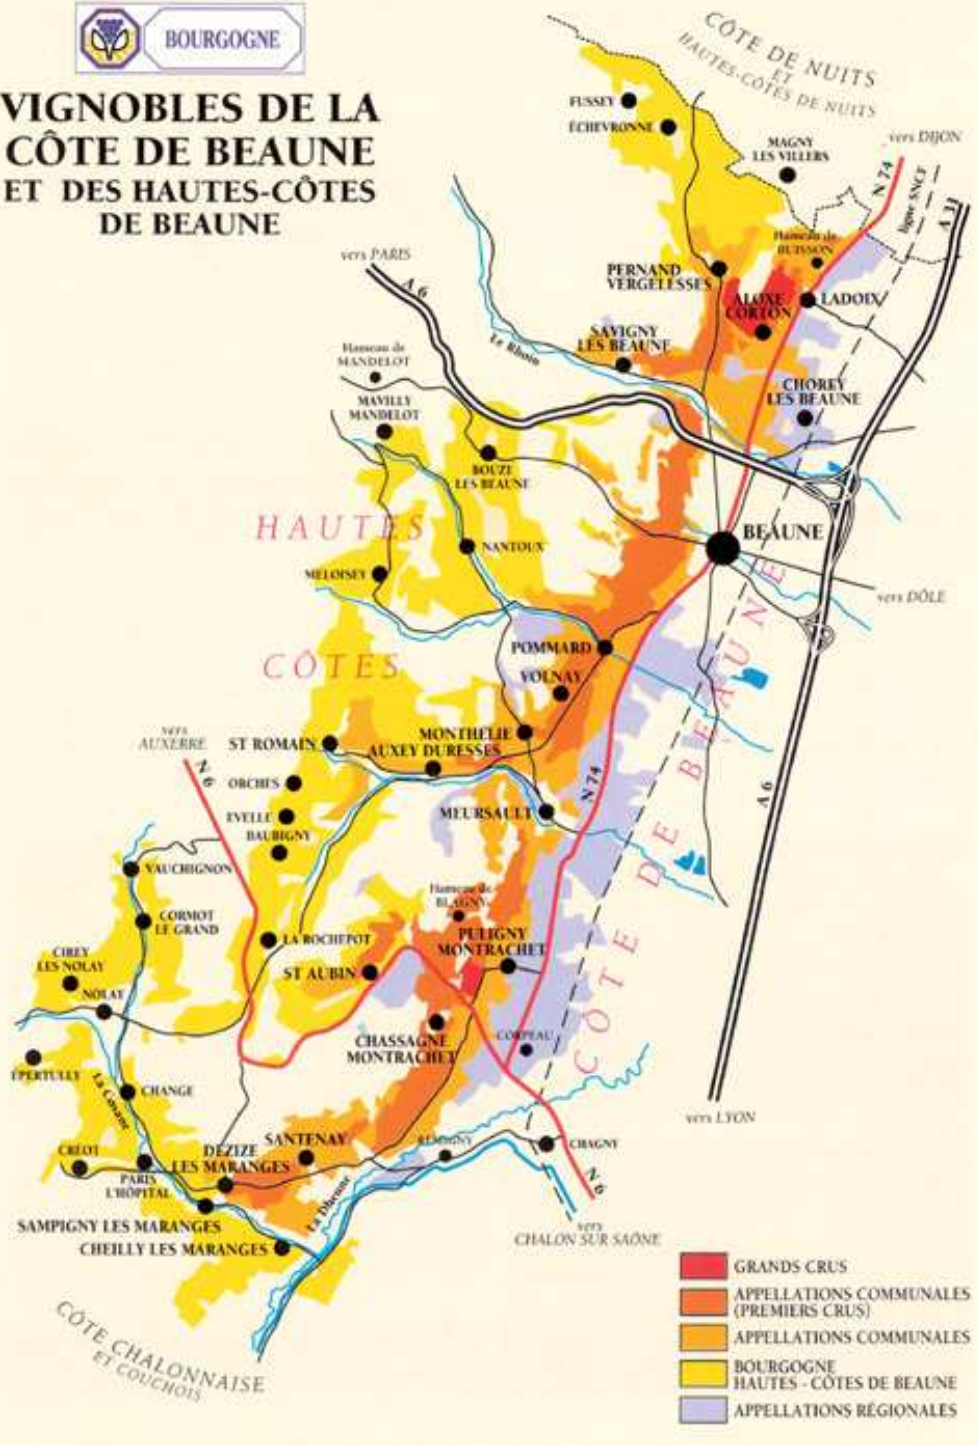 BOURGOGNE
VIGNOBLES DE LA
CÔTE DE BEAUNE
ET DES HAUTES-CÔTES
DE BEAUNE
CÔTE DE NUITS
ET
HAUTES-CÔTES DE NUITS
vers DIJON
FUSSEY
ÉCHEVRONNE
MAGNY
LES VILLERS
N 74
ligne SNCF
A 31
vers PARIS
A 6
Hameau de
BUISSON
PERNAND
VERGELESSES
ALOXE
CORTON
LADOIX
SAVIGNY
LES BEAUNE
Le Rhoin
Hameau de
MANDELOT
CHOREY
LES BEAUNE
MAVILLY
MANDELOT
BOUZE
LES BEAUNE
HAUTES
NANTOUX
BEAUNE
MELOISEY
vers DÔLE
CÔTES
POMMARD
VOLNAY
vers
AUXERRE
N 6
ST ROMAIN
MONTHELIE
AUXEY DURESSES
ORCHES
N 74
A 6
EVELLE
MEURSAULT
BAUBIGNY
CÔTE DE BEAUNE
VAUCHIGNON
Hameau de
BLAGNY
CORMOT
LE GRAND
LA ROCHEPOT
PULIGNY
MONTRACHET
CIREY
LES NOLAY
ST AUBIN
NOLAY
CHASSAGNE
MONTRACHET
CORPEAU
EPERTULLY
La Cosane
CHANGE
vers LYON
CRÉOT
PARIS
L'HÔPITAL
DEZIZE
LES MARANGES
SANTENAY
REMIGNY
CHAGNY
N 6
La Dheune
SAMPIGNY LES MARANGES
CHEILLY LES MARANGES
vers
CHALON SUR SAÔNE
CÔTE CHALONNAISE
ET COUCHOIS
GRANDS CRUS
APPELLATIONS COMMUNALES
(PREMIERS CRUS)
APPELLATIONS COMMUNALES
BOURGOGNE
HAUTES - CÔTES DE BEAUNE
APPELLATIONS RÉGIONALES